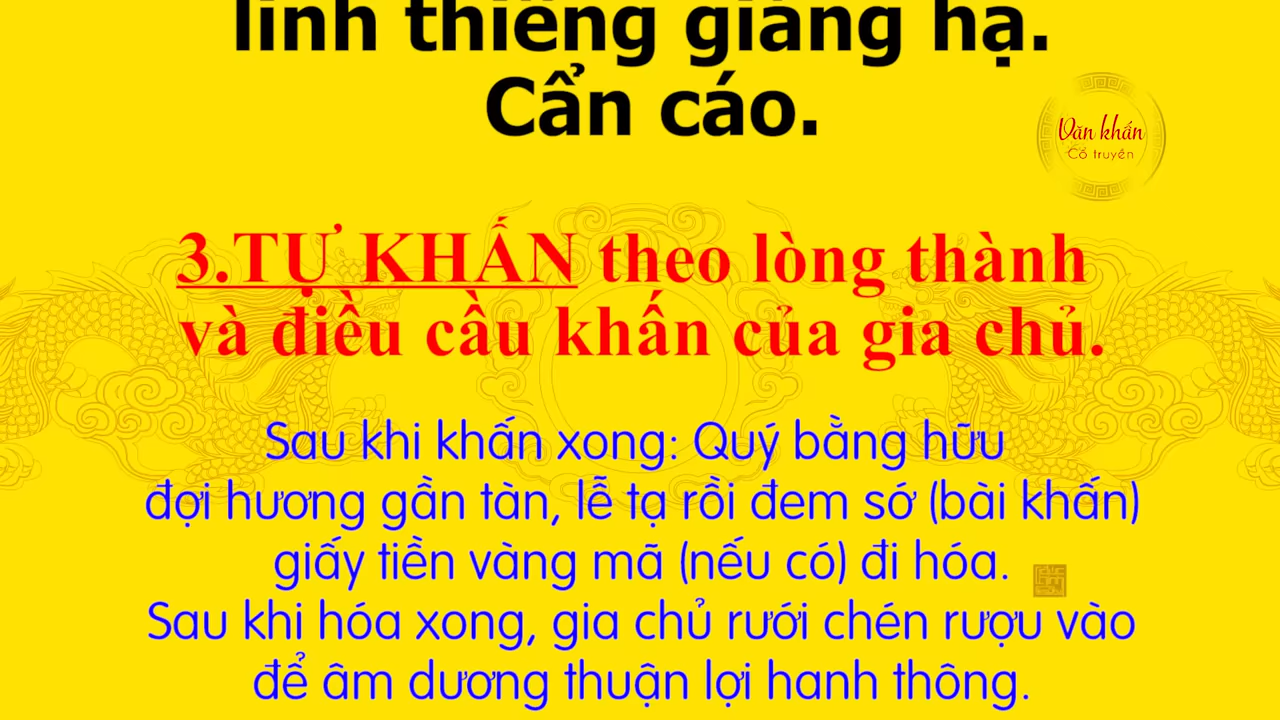 linh thiêng giáng hạ.
Cẩn cáo.
Văn khấn
Cổ truyền
3.TỰ KHẤN theo lòng thành
và điều cầu khấn của gia chủ.
Sau khi khấn xong: Quý bằng hữu
đợi hương gần tàn, lễ tạ rồi đem sớ (bài khấn)
giấy tiền vàng mã (nếu có) đi hóa.
Sau khi hóa xong, gia chủ rưới chén rượu vào
để âm dương thuận lợi hanh thông.